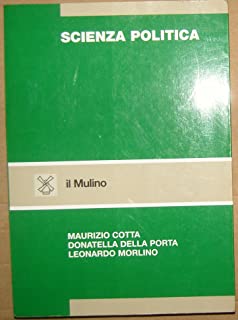 SCIENZA POLITICA
il Mulino
MAURIZIO COTTA
DONATELLA DELLA PORTA
LEONARDO MORLINO